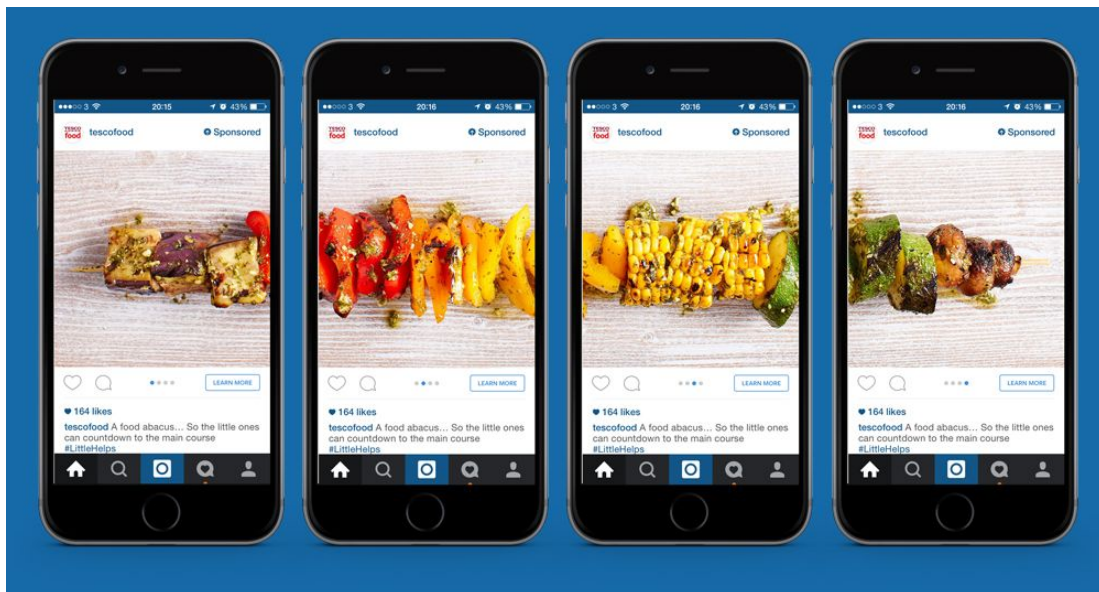 3 20:15 43%
TESCO
food tescofood Sponsored
LEARN MORE
164 likes
tescofood A food abacus... So the little ones
can countdown to the main course
#LittleHelps
3 20:16 43%
TESCO
food tescofood Sponsored
LEARN MORE
164 likes
tescofood A food abacus... So the little ones
can countdown to the main course
#LittleHelps
3 20:16 43%
TESCO
food tescofood Sponsored
LEARN MORE
164 likes
tescofood A food abacus... So the little ones
can countdown to the main course
#LittleHelps
3 20:16 43%
TESCO
food tescofood Sponsored
LEARN MORE
164 likes
tescofood A food abacus... So the little ones
can countdown to the main course
#LittleHelps